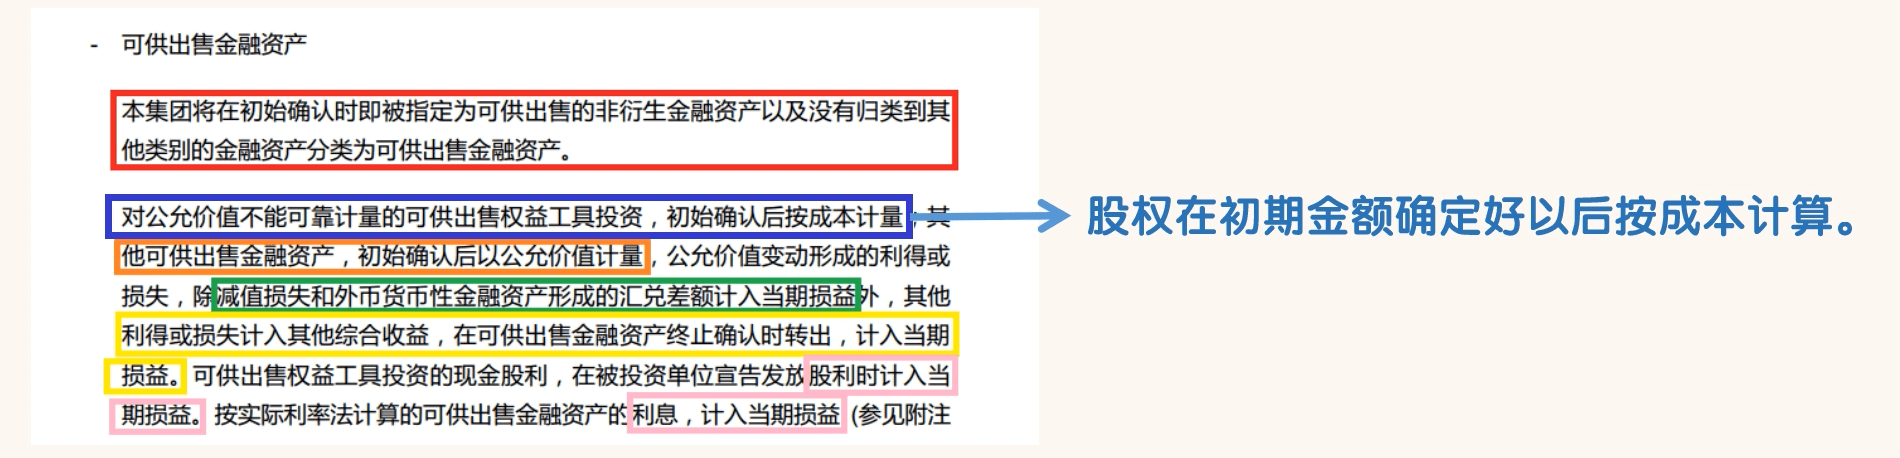 - 可供出售金融资产
本集团将在初始确认时即被指定为可供出售的非衍生金融资产以及没有归类到其
他类别的金融资产分类为可供出售金融资产。
对公允价值不能可靠计量的可供出售权益工具投资，初始确认后按成本计量；其
他可供出售金融资产，初始确认后以公允价值计量，公允价值变动形成的利得或
损失，除减值损失和外币货币性金融资产形成的汇兑差额计入当期损益外，其他
利得或损失计入其他综合收益，在可供出售金融资产终止确认时转出，计入当期
损益。可供出售权益工具投资的现金股利，在被投资单位宣告发放股利时计入当
期损益。按实际利率法计算的可供出售金融资产的利息，计入当期损益 (参见附注
股权在初期金额确定好以后按成本计算。